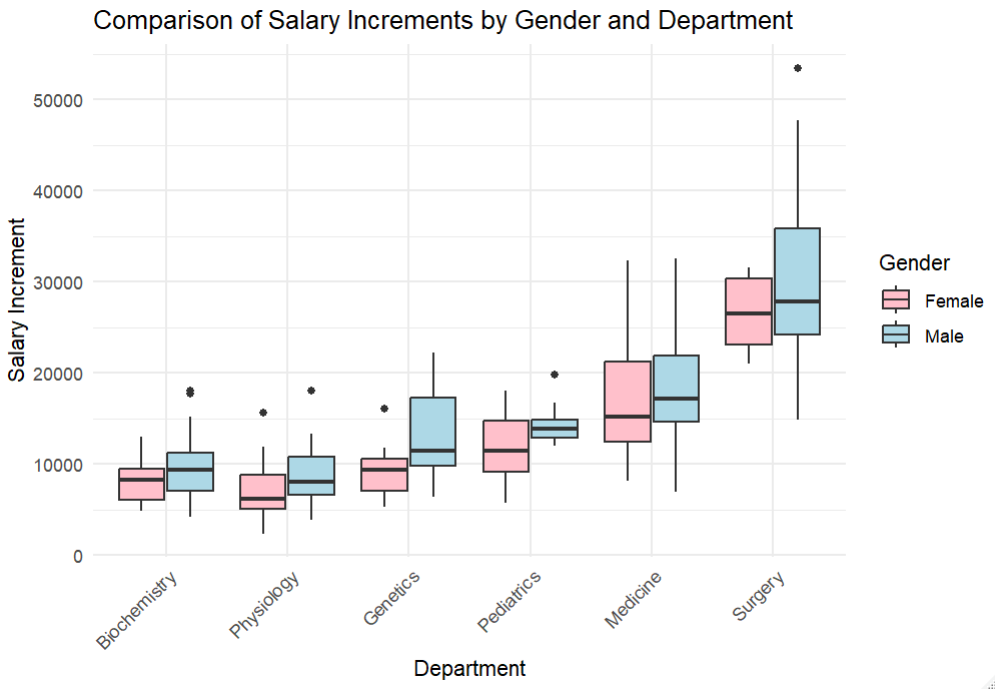 Comparison of Salary Increments by Gender and Department
Salary Increment
50000
40000
30000
20000
10000
0
Biochemistry
Physiology
Genetics
Pediatrics
Medicine
Surgery
Department
Gender
Female
Male